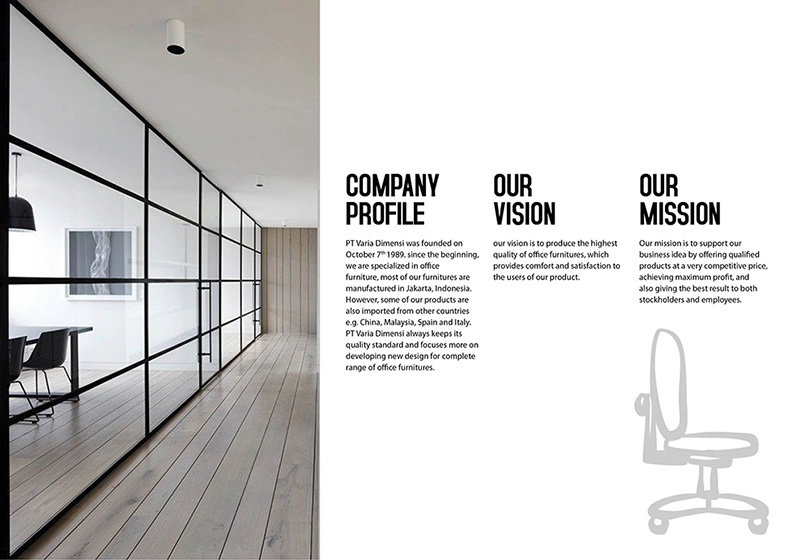 COMPANY
PROFILE
PT Varia Dimensi was founded on
October 7th 1989. since the beginning,
we are specialized in office
furniture, most of our furnitures are
manufactured in Jakarta, Indonesia.
However, some of our products are
also imported from other countries
e.g. China, Malaysia, Spain and Italy.
PT Varia Dimensi always keeps its
quality standard and focuses more on
developing new design for complete
range of office furnitures.
OUR
VISION
our vision is to produce the highest
quality of office furnitures, which
provides comfort and satisfaction to
the users of our product.
OUR
MISSION
Our mission is to support our
business idea by offering qualified
products at a very competitive price,
achieving maximum profit, and
also giving the best result to both
stockholders and employees.